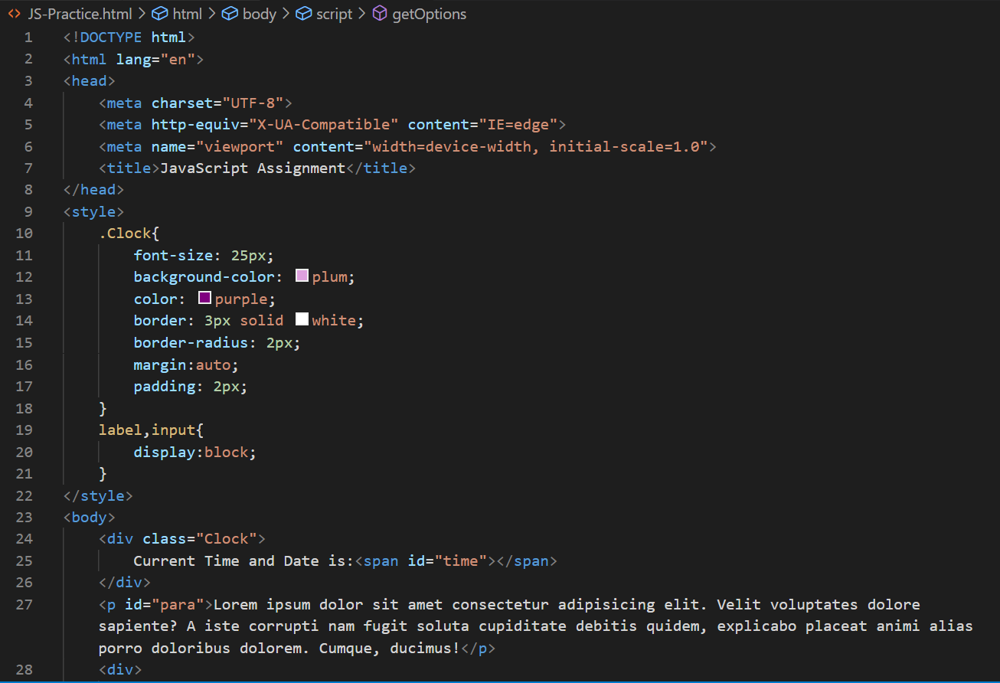 JS-Practice.html > html > body > script > getOptions
1 <!DOCTYPE html>
2 <html lang="en">
3 <head>
4 <meta charset="UTF-8">
5 <meta http-equiv="X-UA-Compatible" content="IE=edge">
6 <meta name="viewport" content="width=device-width, initial-scale=1.0">
7 <title>JavaScript Assignment</title>
8 </head>
9 <style>
10 .Clock{
11 font-size: 25px;
12 background-color: plum;
13 color: purple;
14 border: 3px solid white;
15 border-radius: 2px;
16 margin:auto;
17 padding: 2px;
18 }
19 label,input{
20 display:block;
21 }
22 </style>
23 <body>
24 <div class="Clock">
25 Current Time and Date is:<span id="time"></span>
26 </div>
27 <p id="para">Lorem ipsum dolor sit amet consectetur adipisicing elit. Velit voluptates dolore
sapiente? A iste corrupti nam fugit soluta cupiditate debitis quidem, explicabo placeat animi alias
porro doloribus dolorem. Cumque, ducimus!</p>
28 <div>